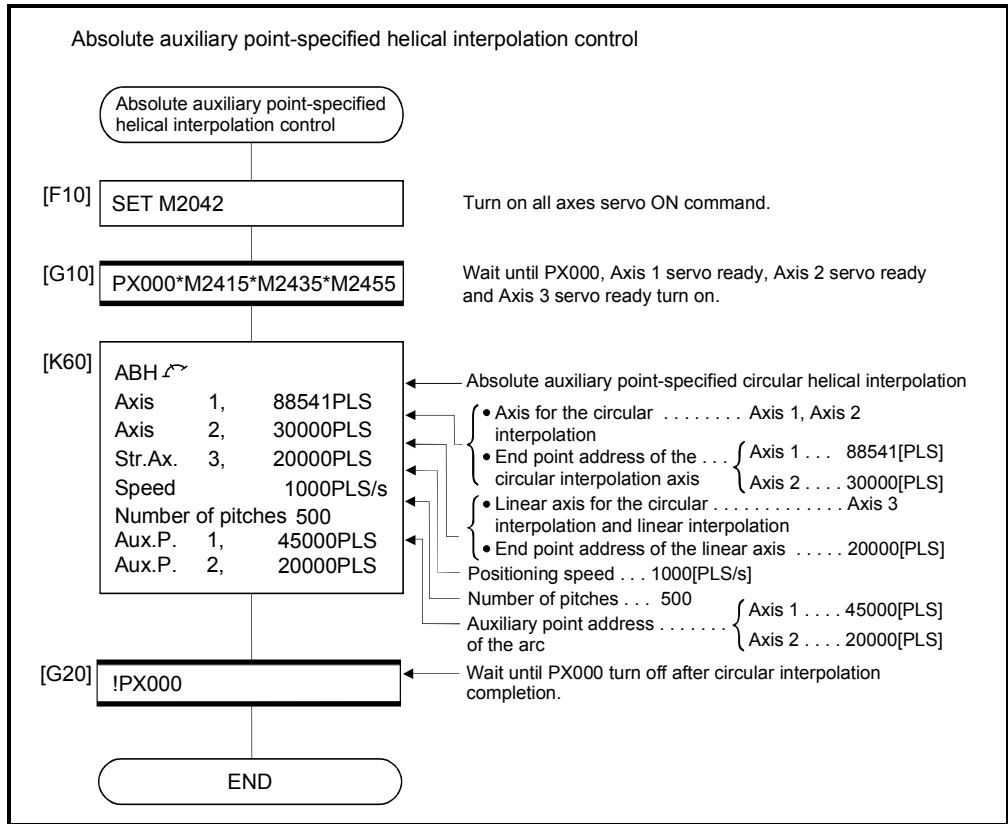 Absolute auxiliary point-specified helical interpolation control
Absolute auxiliary point-specified
helical interpolation control
[F10]
SET M2042
Turn on all axes servo ON command.
[G10]
PX000*M2415*M2435*M2455
Wait until PX000, Axis 1 servo ready, Axis 2 servo ready
and Axis 3 servo ready turn on.
[K60]
ABH
Axis 1, 88541PLS
Axis 2, 30000PLS
Str.Ax. 3, 20000PLS
Speed 1000PLS/s
Number of pitches 500
Aux.P. 1, 45000PLS
Aux.P. 2, 20000PLS
Absolute auxiliary point-specified circular helical interpolation
• Axis for the circular . . . . . . . . Axis 1, Axis 2
interpolation
• End point address of the . . . Axis 1 . . . 88541[PLS]
circular interpolation axis Axis 2 . . . . 30000[PLS]
• Linear axis for the circular . . . . . . . . . . . . . Axis 3
interpolation and linear interpolation
• End point address of the linear axis . . . . . 20000[PLS]
Positioning speed . . . 1000[PLS/s]
Number of pitches . . . 500
Auxiliary point address . . . . . . . Axis 1 . . . . 45000[PLS]
of the arc Axis 2 . . . . 20000[PLS]
[G20]
!PX000
Wait until PX000 turn off after circular interpolation
completion.
END